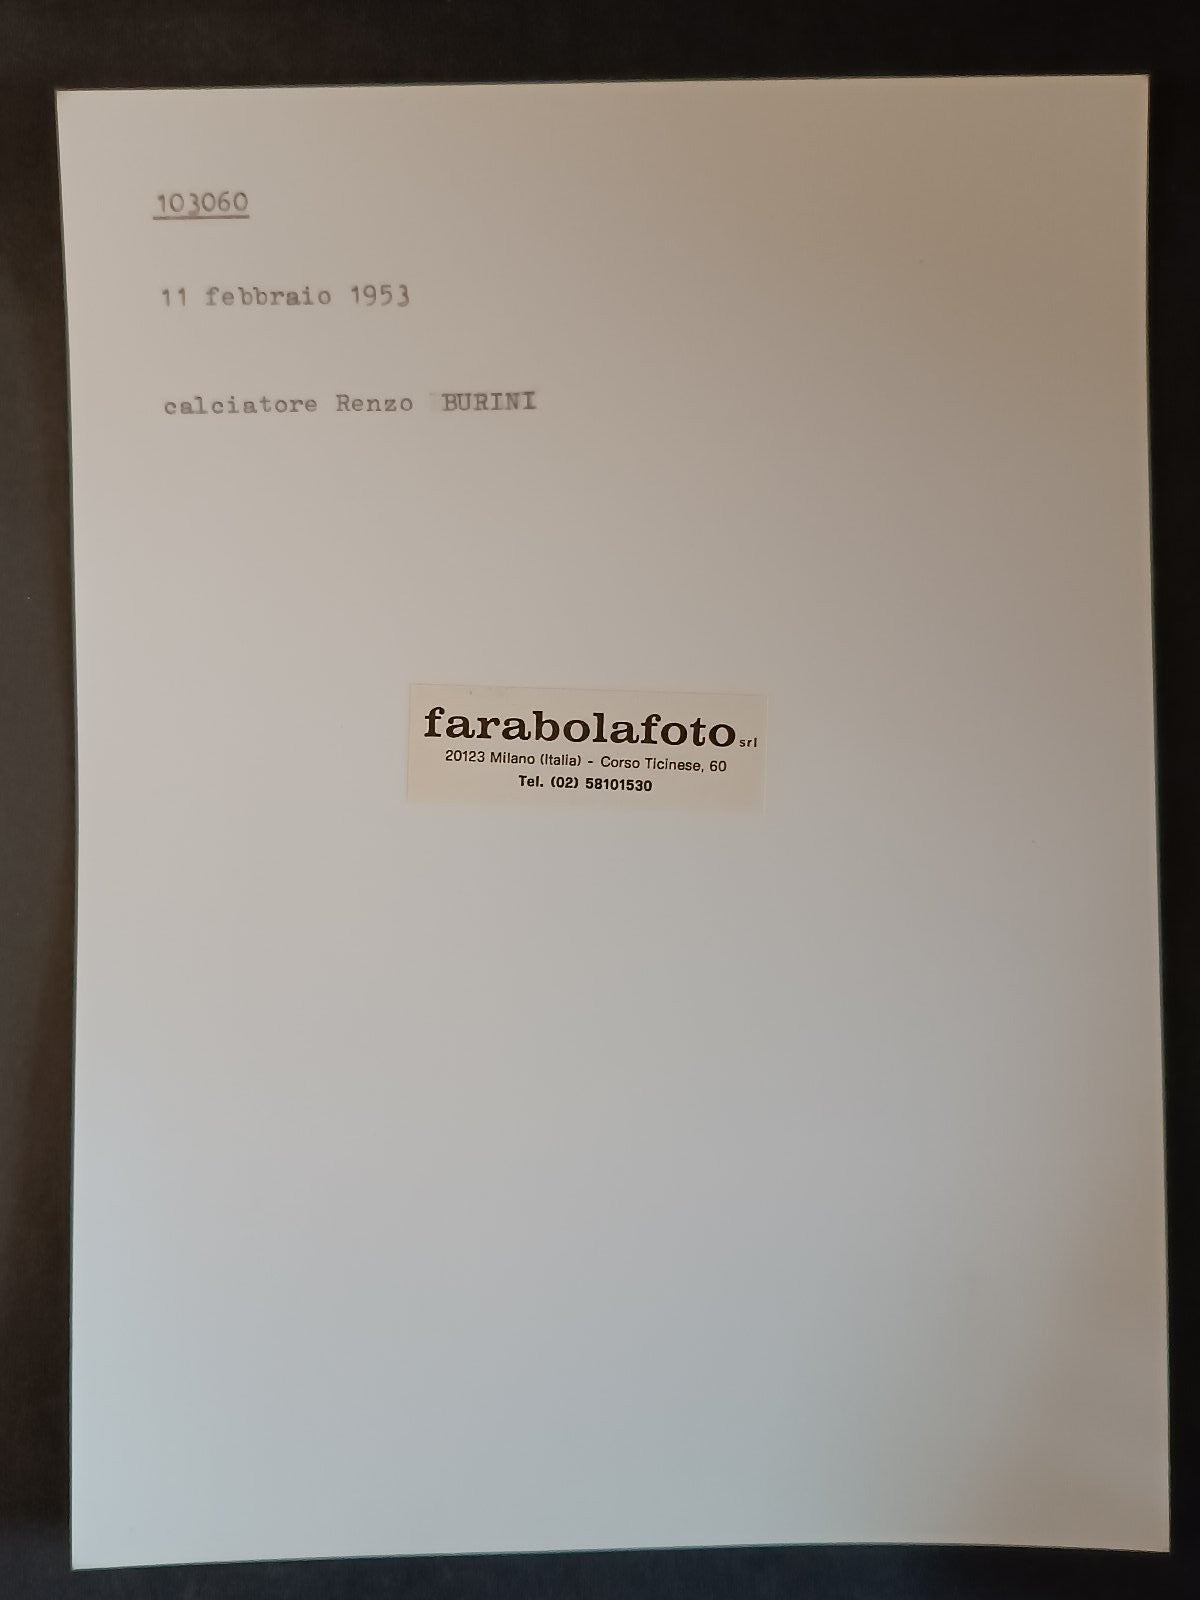 103060
11 febbraio 1953
calciatore Renzo BURINI
farabolafoto srl
20123 Milano (Italia) - Corso Ticinese, 60
Tel. (02) 58101530